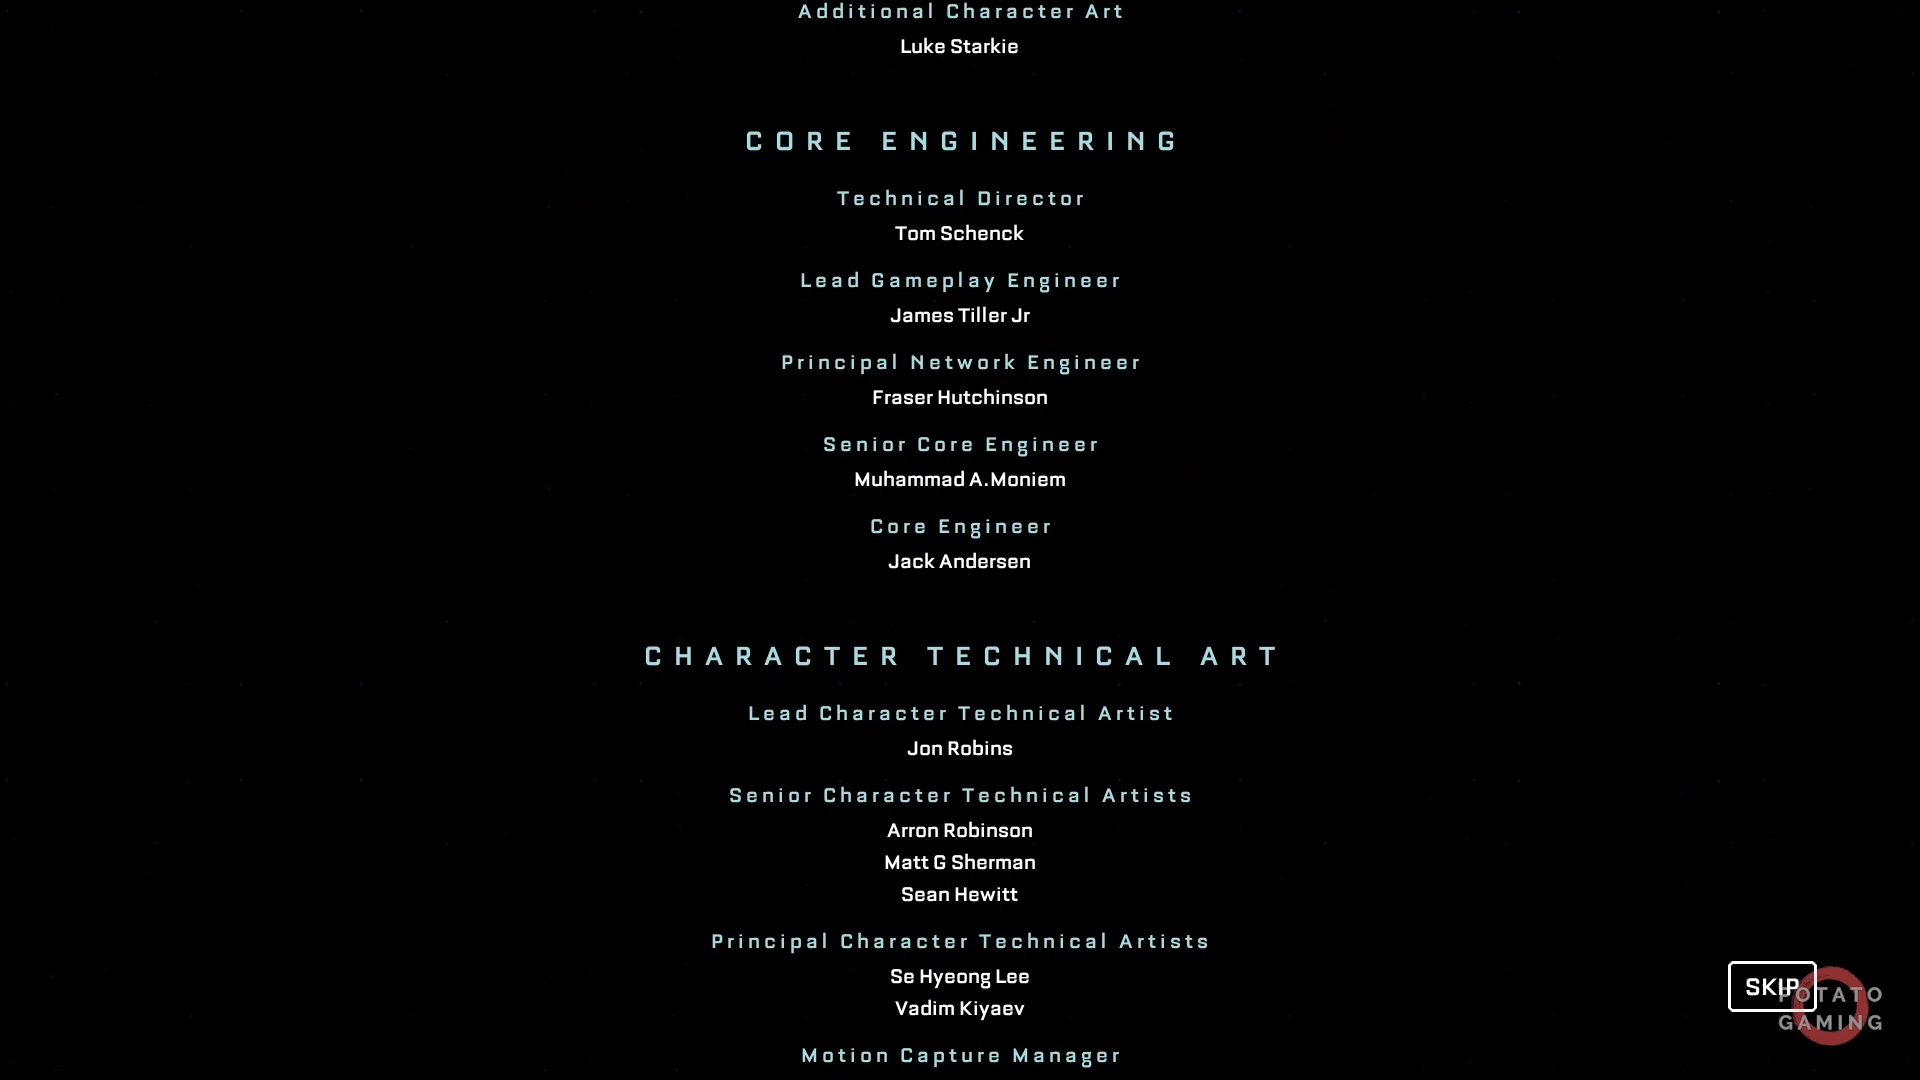 Additional Character Art
Luke Starkie
CORE ENGINEERING
Technical Director
Tom Schenck
Lead Gameplay Engineer
James Tiller Jr
Principal Network Engineer
Fraser Hutchinson
Senior Core Engineer
Muhammad A.Moniem
Core Engineer
Jack Andersen
CHARACTER TECHNICAL ART
Lead Character Technical Artist
Jon Robins
Senior Character Technical Artists
Arron Robinson
Matt G Sherman
Sean Hewitt
Principal Character Technical Artists
Se Hyeong Lee
Vadim Kiyaev
Motion Capture Manager
SKIP
POTATO
GAMING